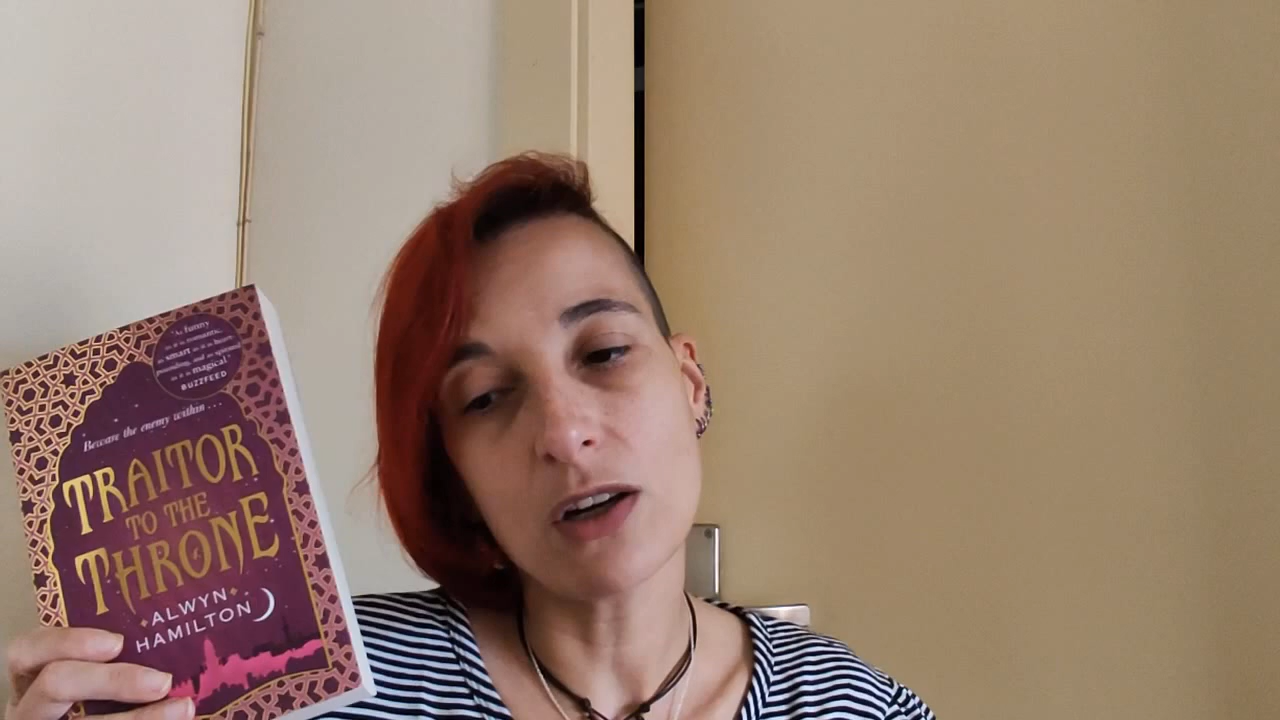 "As funny
as it is romantic,
as smart as it is heart-
pounding, and as spirited
as it is magical"
BUZZFEED
Beware the enemy within . . .
TRAITOR
TO THE
THRONE
ALWYN
HAMILTON